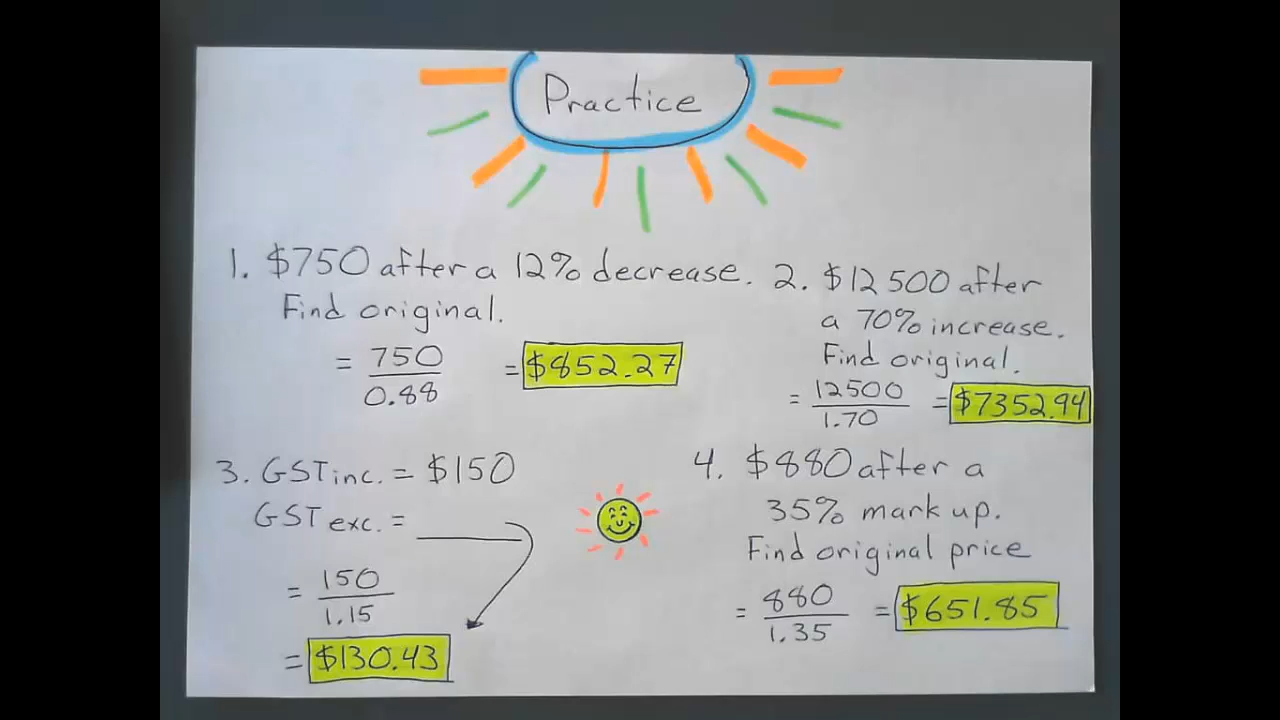 Practice
1. $750 after a 12% decrease.
Find original.
= 750
0.88
= $852.27
2. $12 500 after
a 70% increase.
Find original.
= 12500
1.70
= $7352.94
3. GST inc. = $150
GST exc. = ______
= 150
1.15
= $130.43
4. $880 after a
35% mark up.
Find original price
= 880
1.35
= $651.85